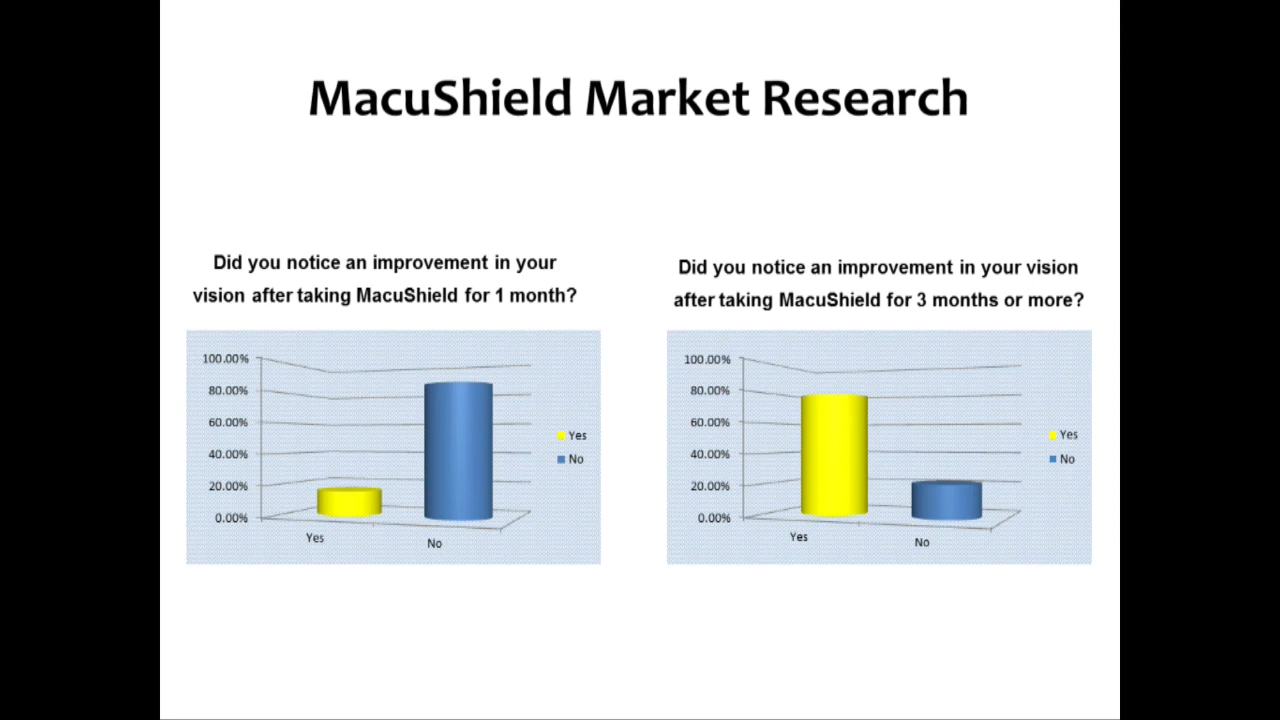 MacuShield Market Research
Did you notice an improvement in your
vision after taking MacuShield for 1 month?
100.00%
80.00%
60.00%
40.00%
20.00%
0.00%
Yes
No
Yes
No
Did you notice an improvement in your vision
after taking MacuShield for 3 months or more?
100.00%
80.00%
60.00%
40.00%
20.00%
0.00%
Yes
No
Yes
No